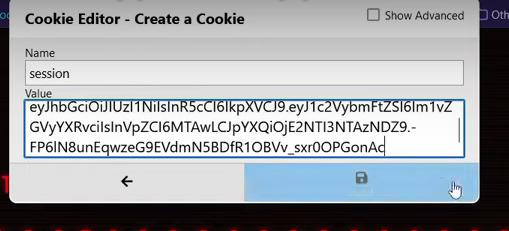 Cookie Editor - Create a Cookie
Show Advanced
Name
session
Value
eyJhbGciOiJIUzI1NiIsInR5cCI6IkpXVCJ9.eyJ1c2VybmFtZSI6Im1vZ
GVyYXRvciIsInVpZCI6MTAwLCJpYXQiOjE2NTI3NTAzNDZ9.-
FP6lN8unEqwzeG9EVdmN5BDfR1OBVv_sxr0OPGonAc